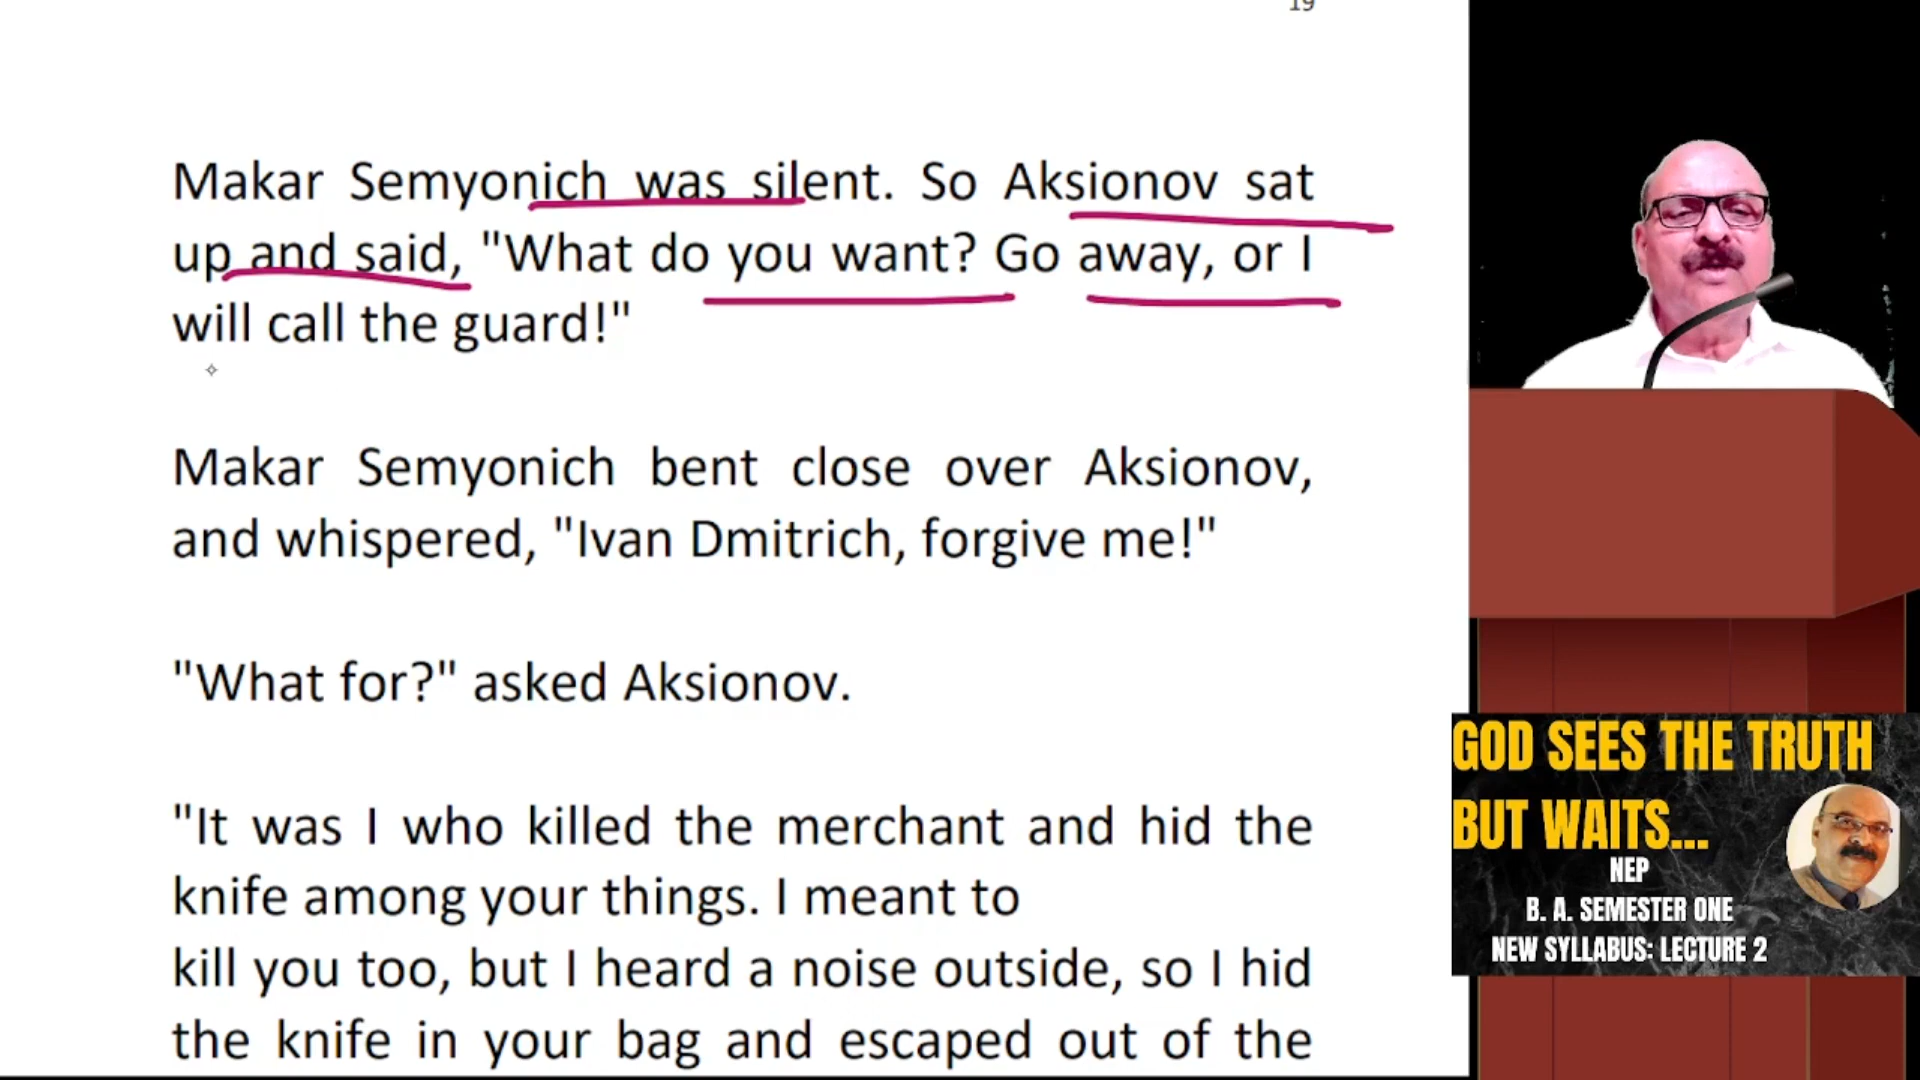 19
Makar Semyonich was silent. So Aksionov sat
up and said, "What do you want? Go away, or I
will call the guard!"
Makar Semyonich bent close over Aksionov,
and whispered, "Ivan Dmitrich, forgive me!"
"What for?" asked Aksionov.
"It was I who killed the merchant and hid the
knife among your things. I meant to
kill you too, but I heard a noise outside, so I hid
the knife in your bag and escaped out of the
GOD SEES THE TRUTH
BUT WAITS...
NEP
B. A. SEMESTER ONE
NEW SYLLABUS: LECTURE 2